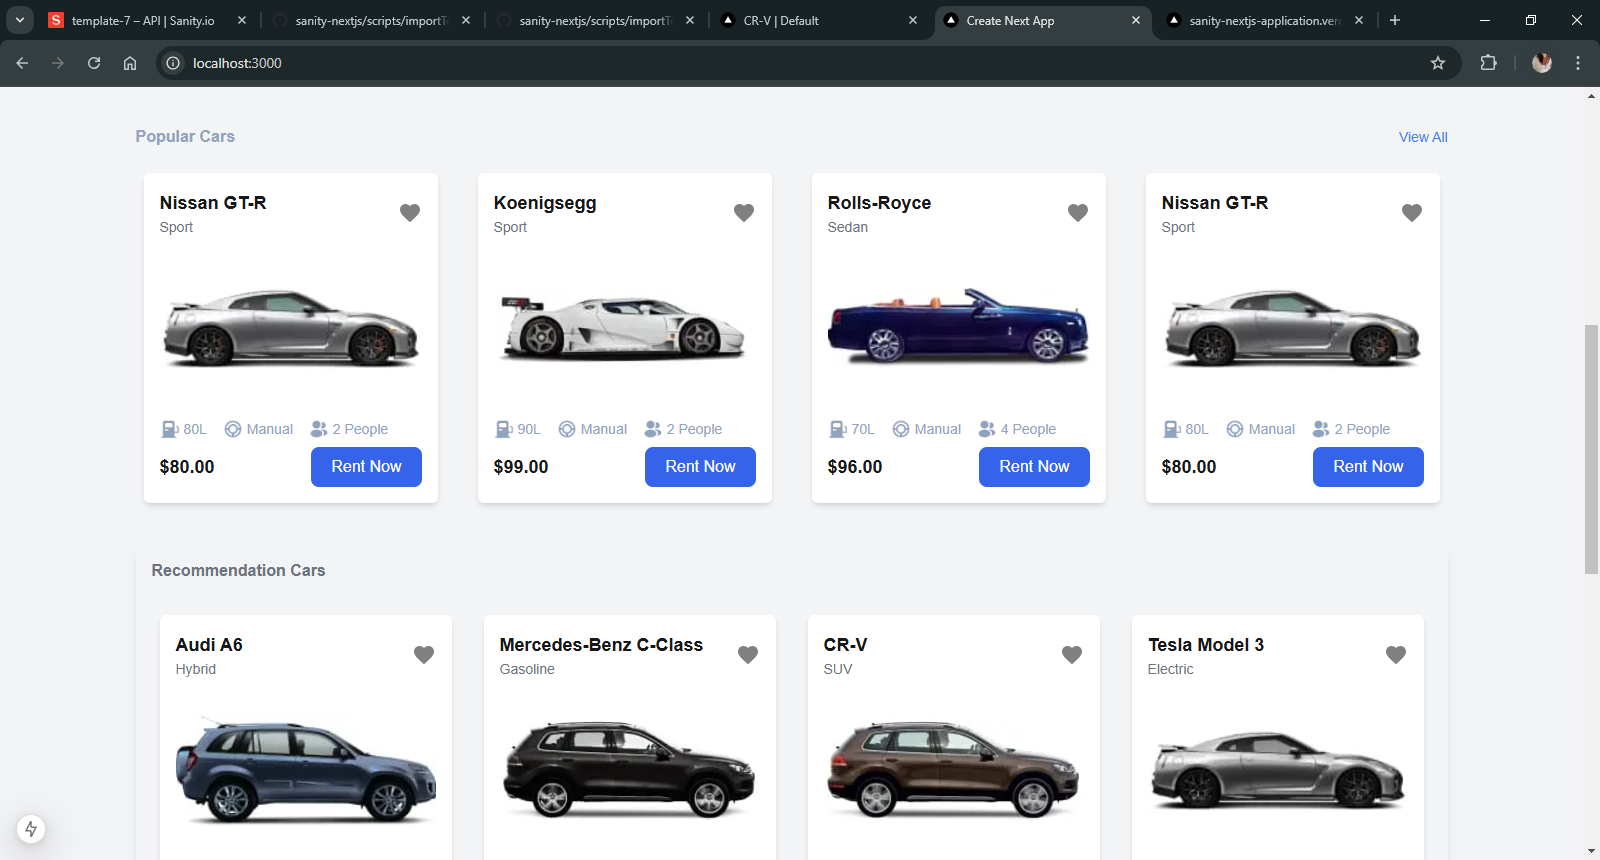 template-7 – API | Sanity.io
sanity-nextjs/scripts/importTe
sanity-nextjs/scripts/importTe
CR-V | Default
Create Next App
sanity-nextjs-application.verc
localhost:3000
Popular Cars
View All
Nissan GT-R
Sport
80L Manual 2 People
$80.00 Rent Now
Koenigsegg
Sport
90L Manual 2 People
$99.00 Rent Now
Rolls-Royce
Sedan
70L Manual 4 People
$96.00 Rent Now
Nissan GT-R
Sport
80L Manual 2 People
$80.00 Rent Now
Recommendation Cars
Audi A6
Hybrid
Mercedes-Benz C-Class
Gasoline
CR-V
SUV
Tesla Model 3
Electric